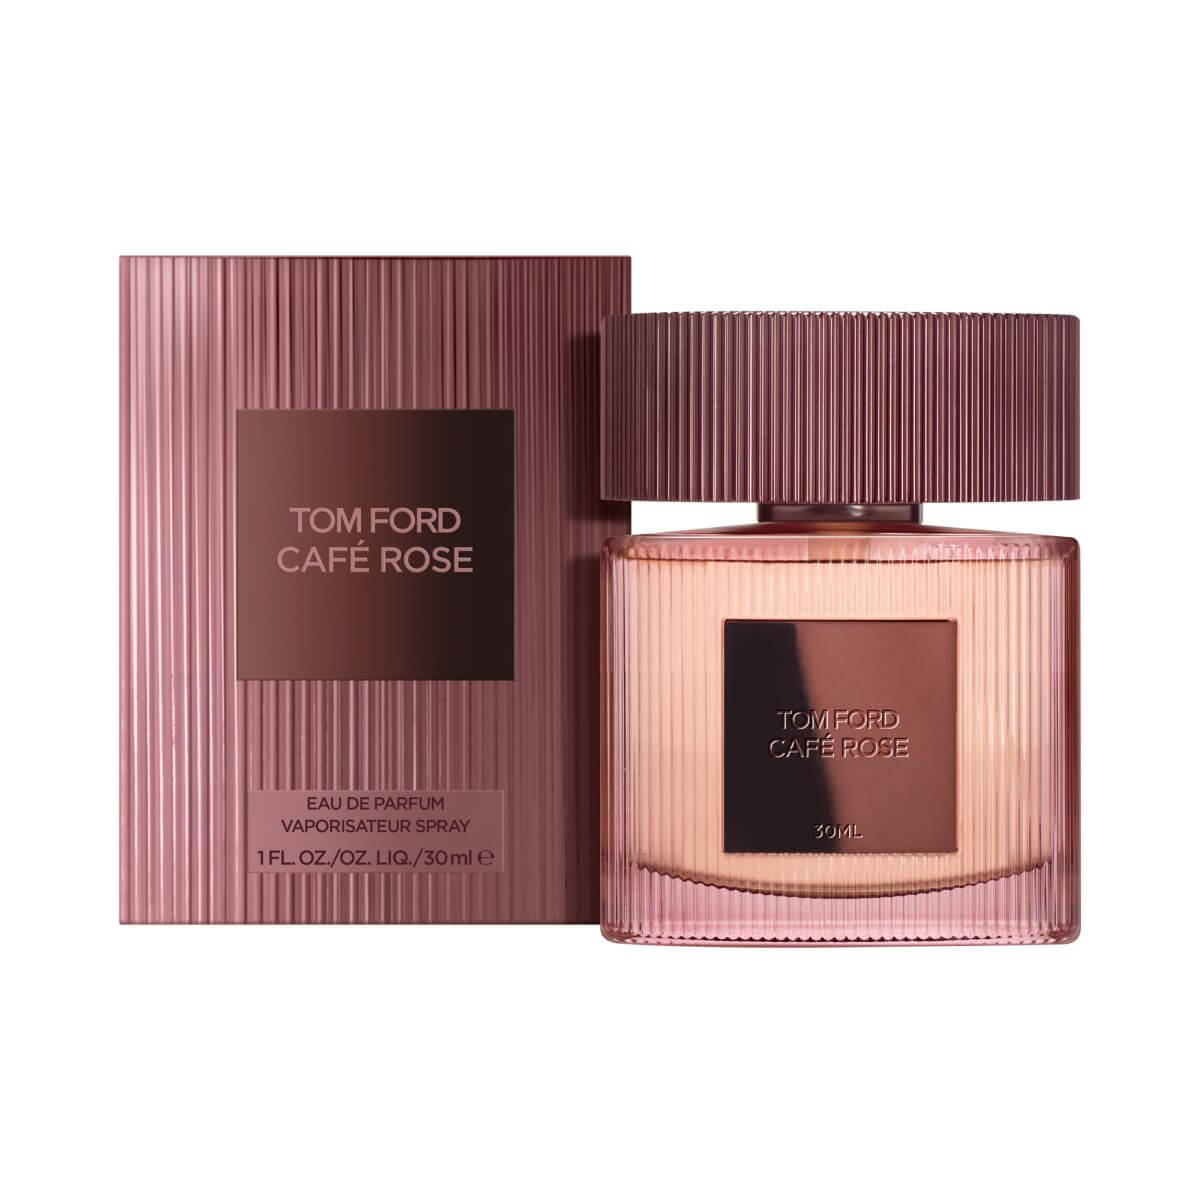 TOM FORD
CAFÉ ROSE
EAU DE PARFUM
VAPORISATEUR SPRAY
1 FL. OZ./OZ. LIQ./30 ml ℮
TOM FORD
CAFÉ ROSE
30ML